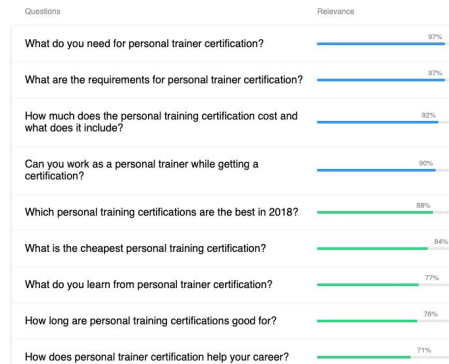 Questions
Relevance
What do you need for personal trainer certification?
97%
What are the requirements for personal trainer certification?
97%
How much does the personal training certification cost and
what does it include?
92%
Can you work as a personal trainer while getting a
certification?
90%
Which personal training certifications are the best in 2018?
88%
What is the cheapest personal training certification?
84%
What do you learn from personal trainer certification?
77%
How long are personal training certifications good for?
76%
How does personal trainer certification help your career?
71%